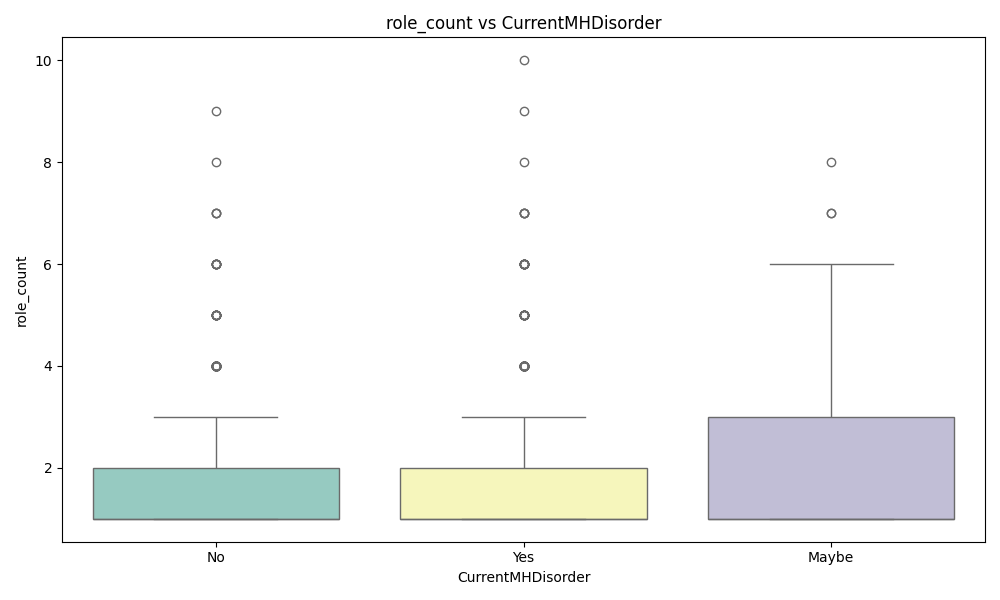 role_count vs CurrentMHDisorder
10
8
6
4
2
role_count
No
Yes
Maybe
CurrentMHDisorder